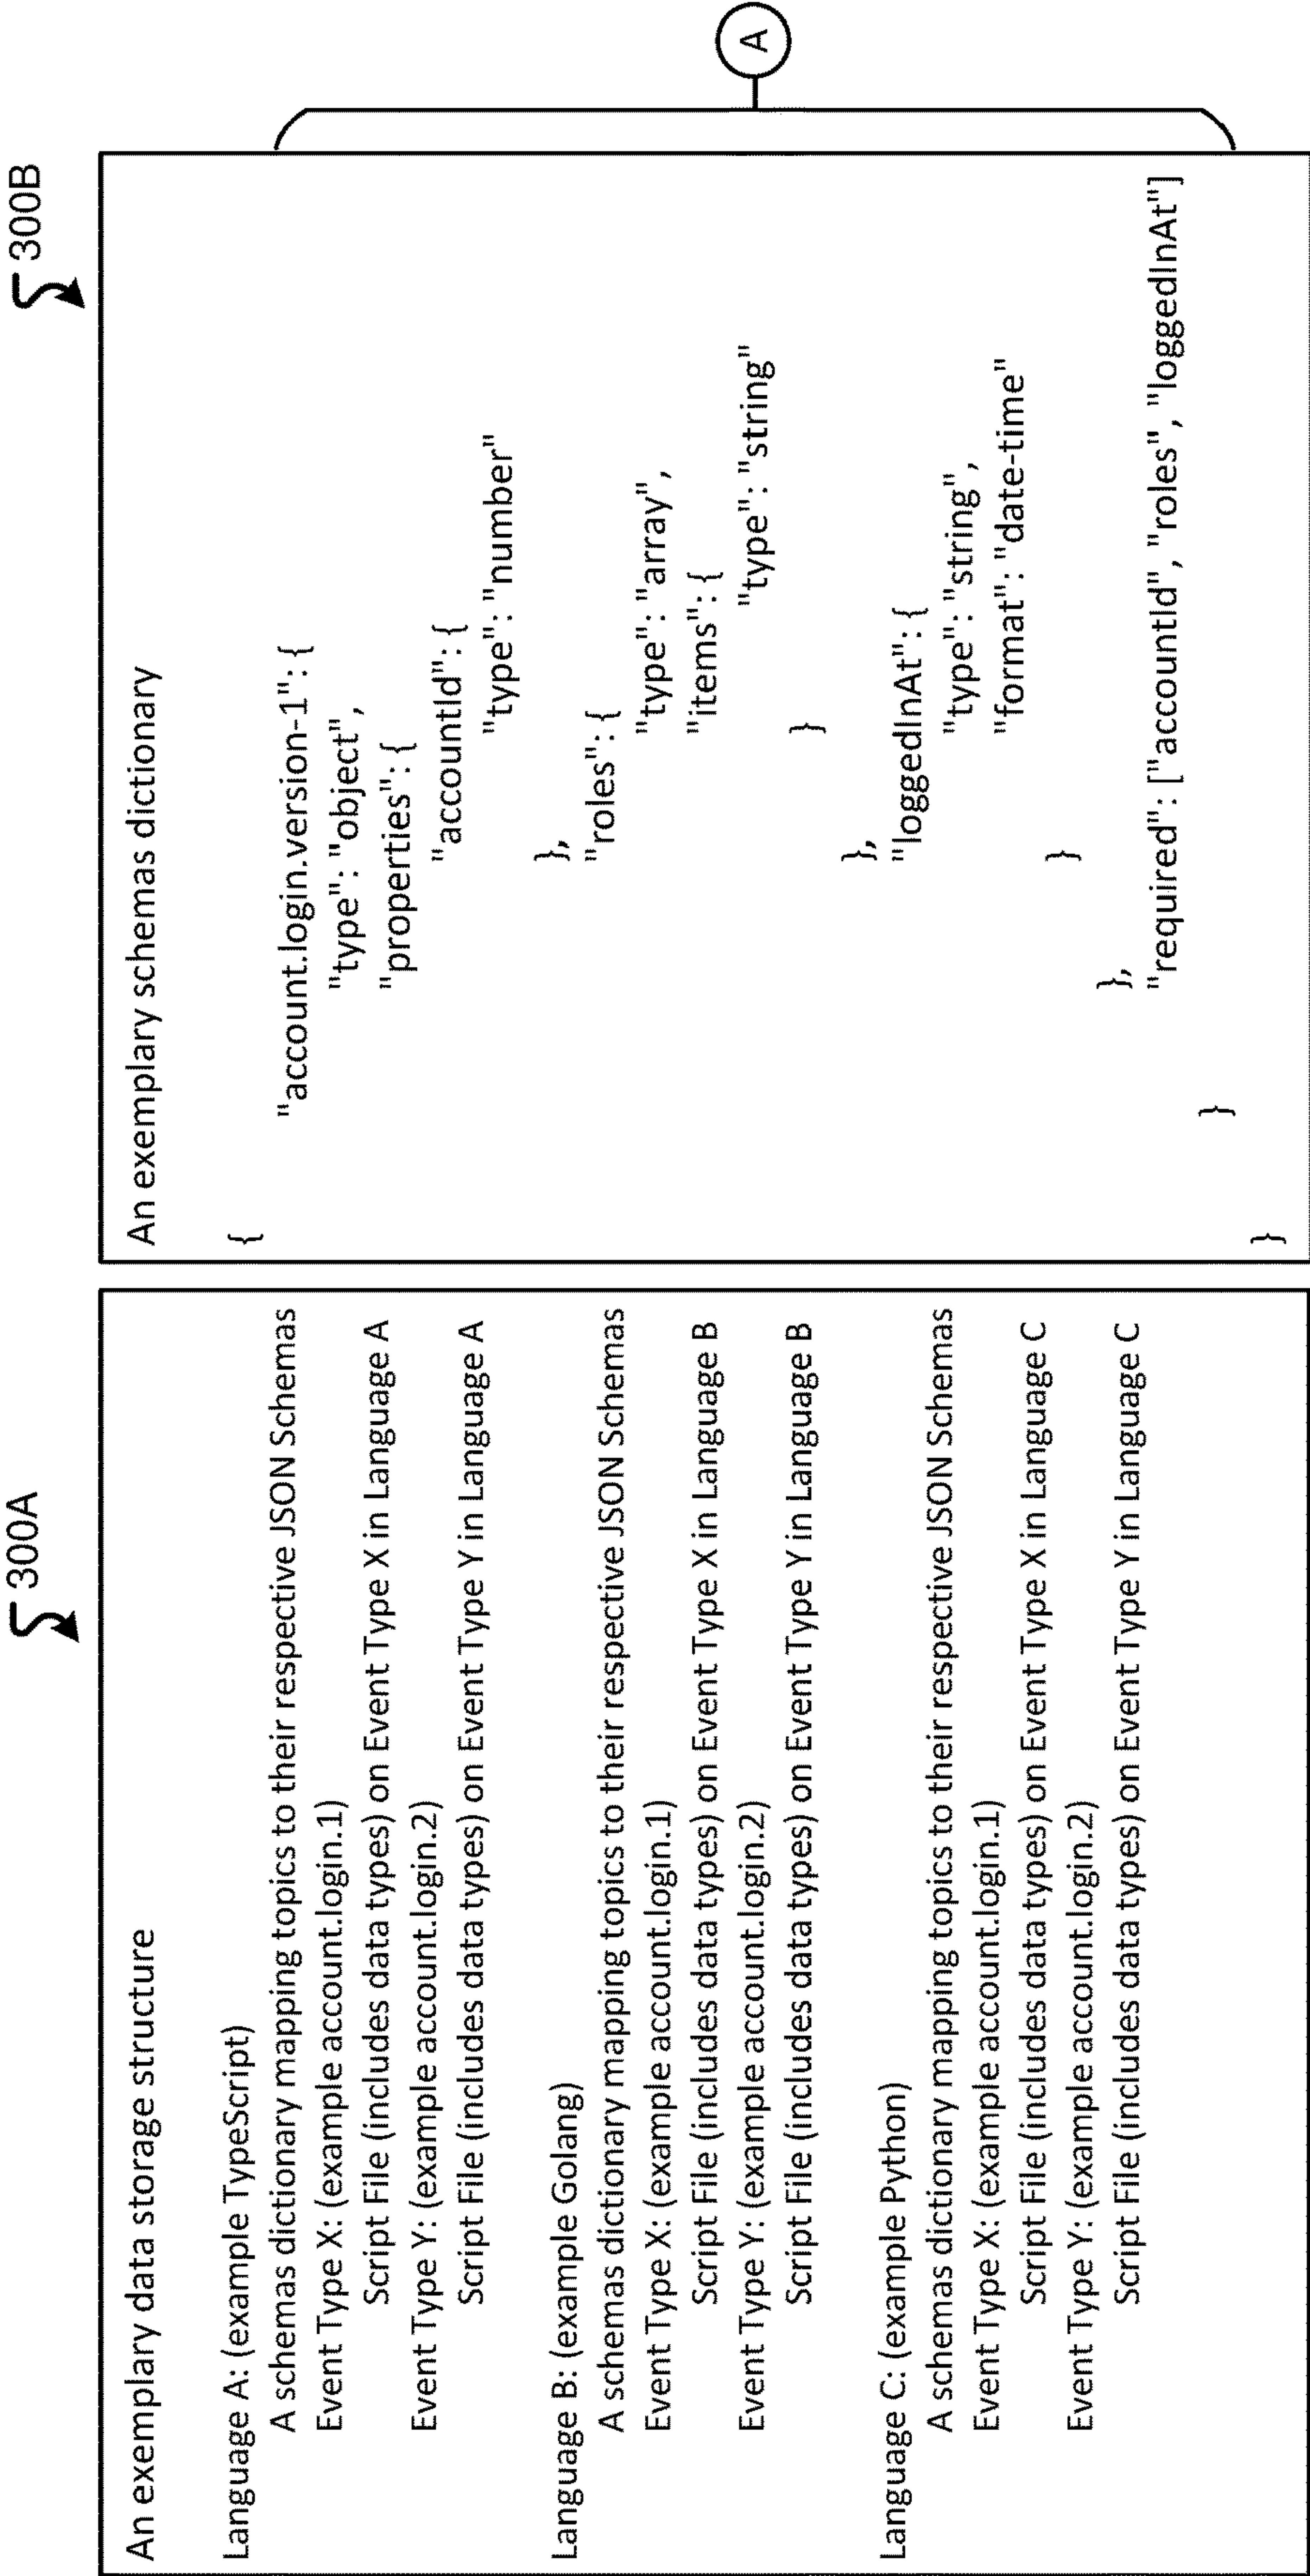 300A
An exemplary data storage structure
Language A: (example TypeScript)
A schemas dictionary mapping topics to their respective JSON Schemas
Event Type X: (example account.login.1)
Script File (includes data types) on Event Type X in Language A
Event Type Y: (example account.login.2)
Script File (includes data types) on Event Type Y in Language A
Language B: (example Golang)
A schemas dictionary mapping topics to their respective JSON Schemas
Event Type X: (example account.login.1)
Script File (includes data types) on Event Type X in Language B
Event Type Y: (example account.login.2)
Script File (includes data types) on Event Type Y in Language B
Language C: (example Python)
A schemas dictionary mapping topics to their respective JSON Schemas
Event Type X: (example account.login.1)
Script File (includes data types) on Event Type X in Language C
Event Type Y: (example account.login.2)
Script File (includes data types) on Event Type Y in Language C
300B
An exemplary schemas dictionary
{
"account.login.version-1": {
"type": "object",
"properties": {
"accountId": {
"type": "number"
},
"roles": {
"type": "array",
"items": {
"type": "string"
}
},
"loggedInAt": {
"type": "string",
"format": "date-time"
}
},
"required": ["accountId", "roles", "loggedInAt"]
}
}
A